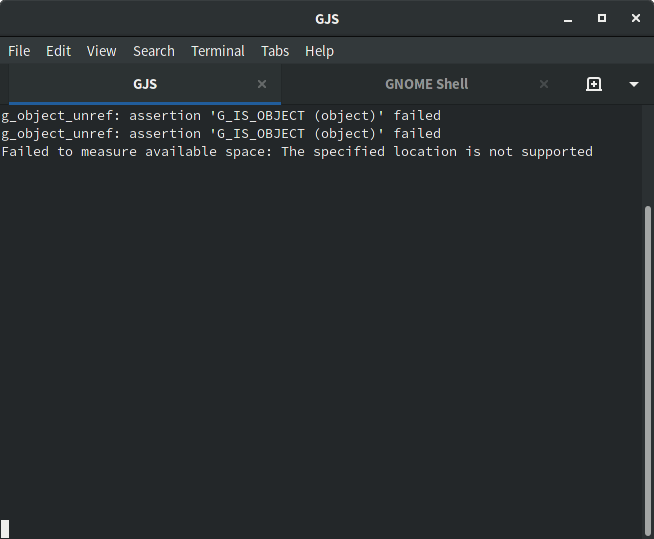 GJS
File Edit View Search Terminal Tabs Help
GJS GNOME Shell
g_object_unref: assertion 'G_IS_OBJECT (object)' failed
g_object_unref: assertion 'G_IS_OBJECT (object)' failed
Failed to measure available space: The specified location is not supported